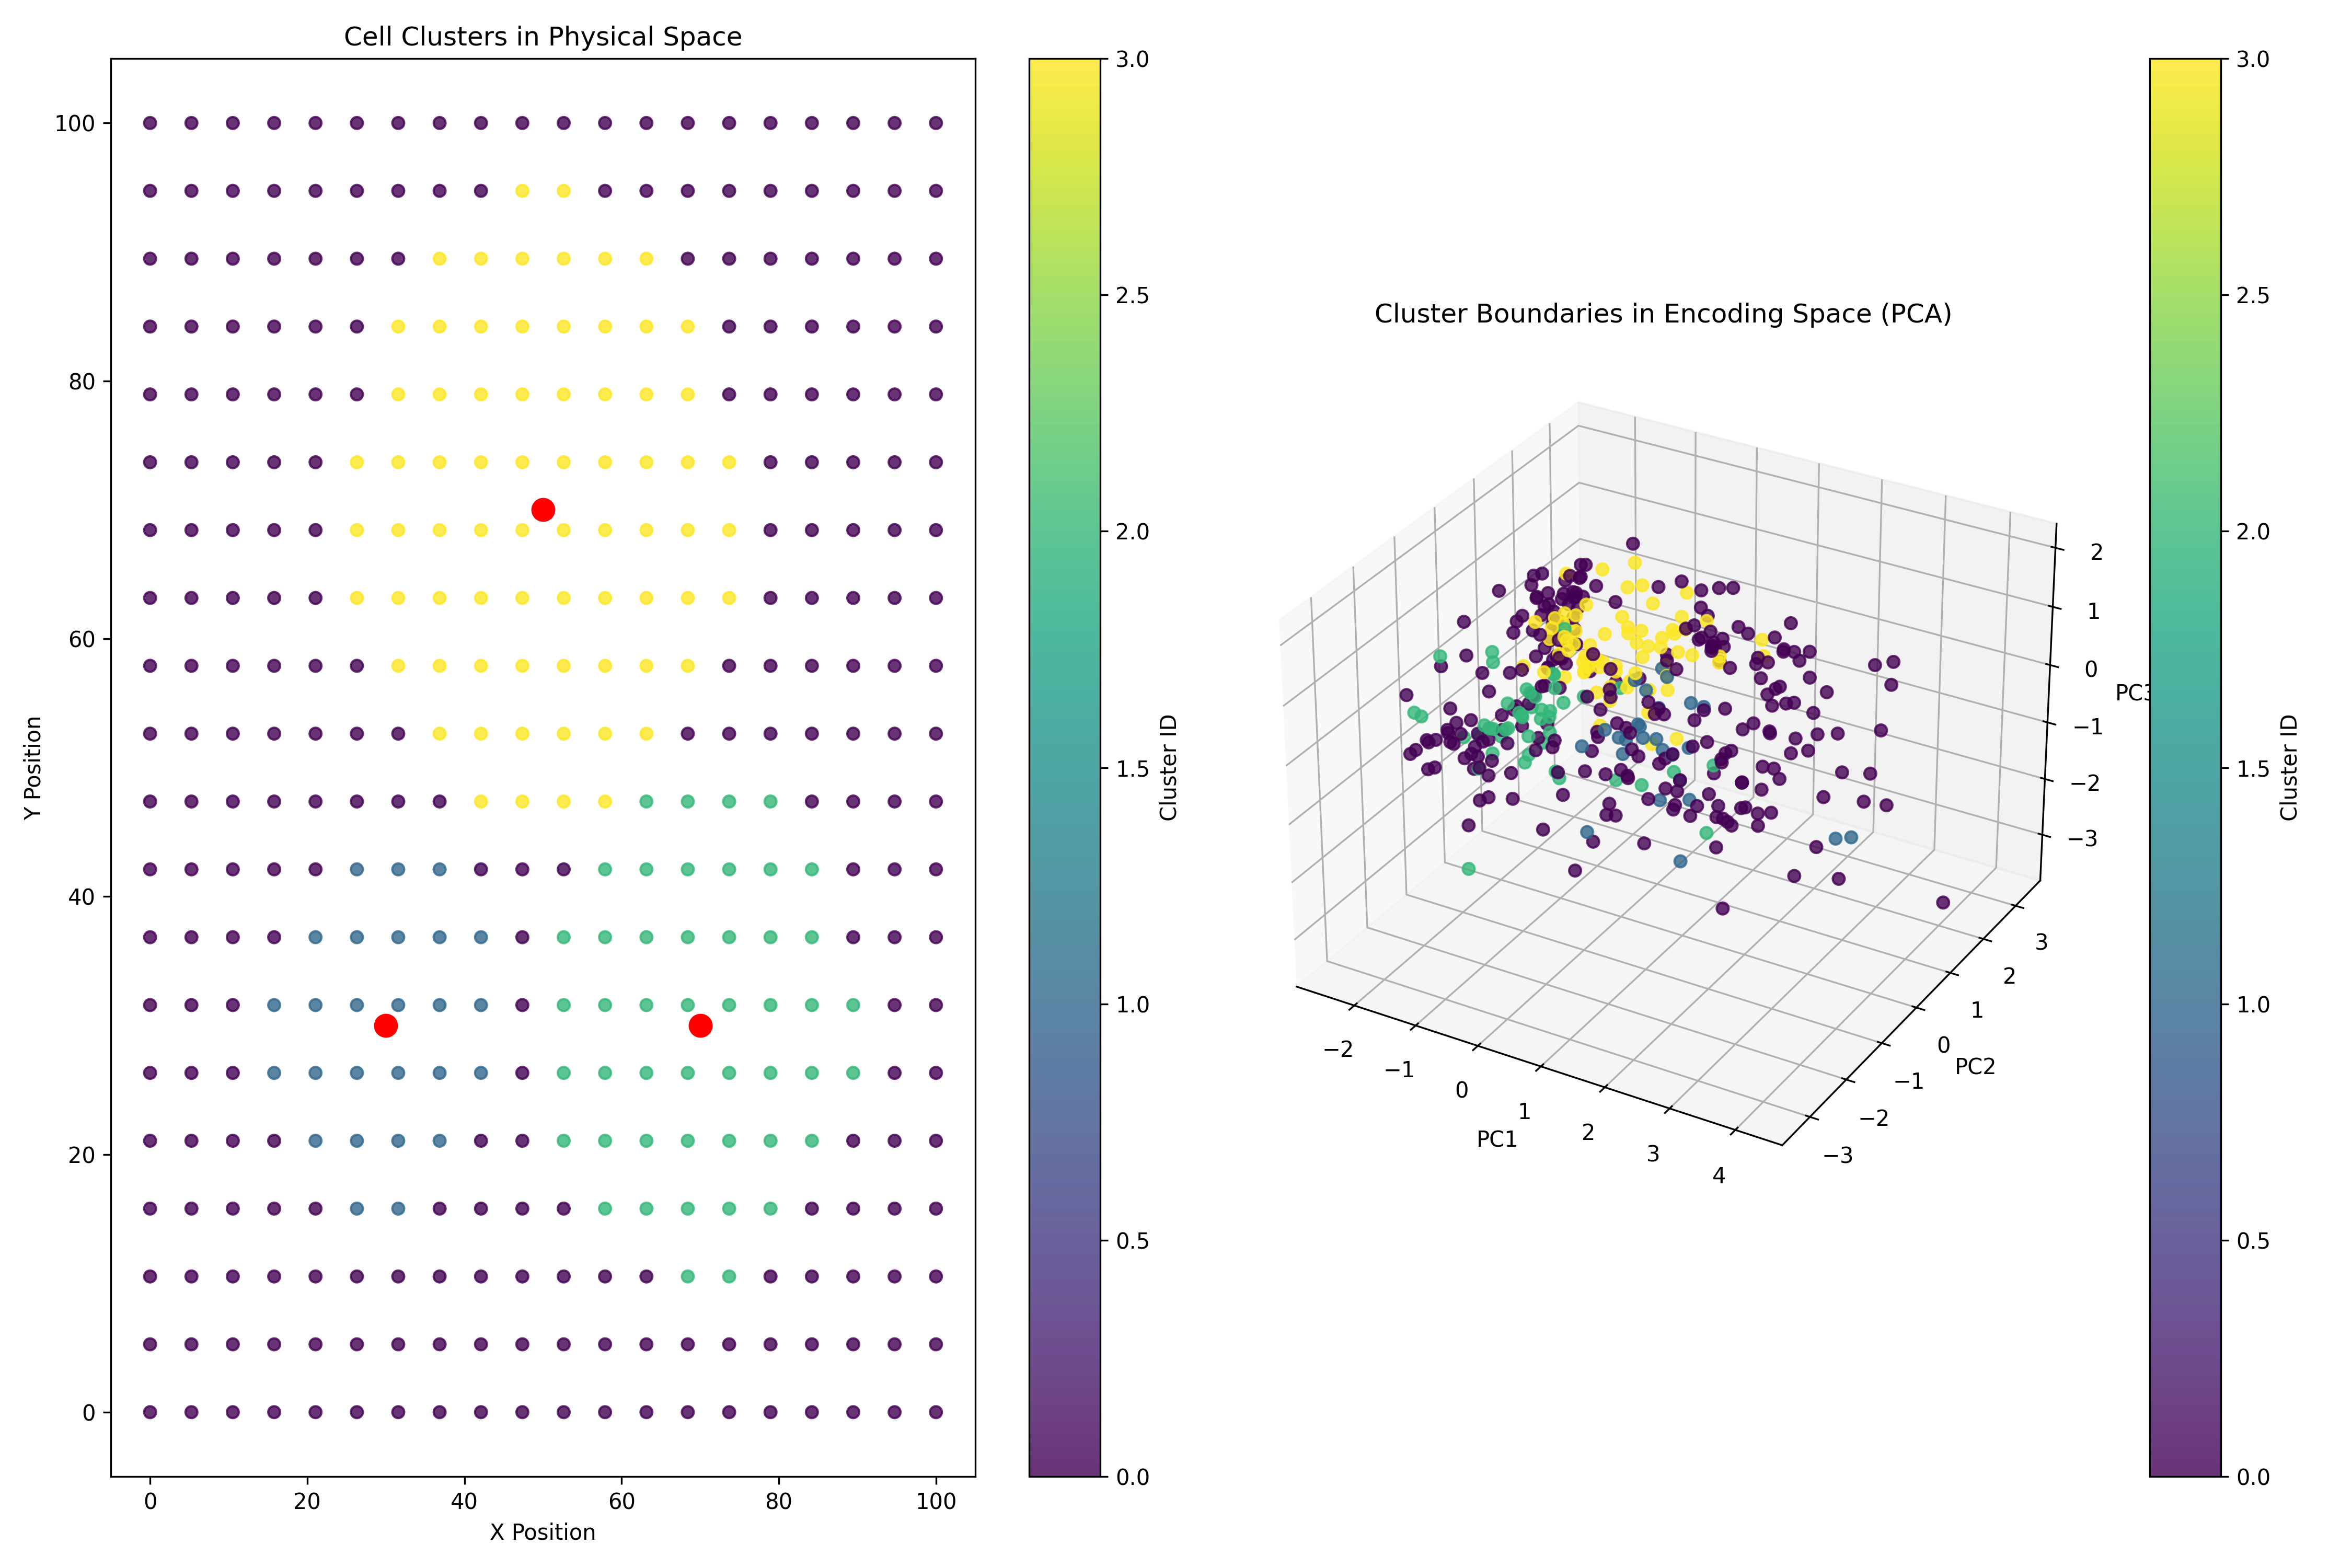 Cell Clusters in Physical Space
100
80
60
40
20
0
Y Position
0 20 40 60 80 100
X Position
3.0
2.5
2.0
1.5
1.0
0.5
0.0
Cluster ID
Cluster Boundaries in Encoding Space (PCA)
−2 −1 0 1 2 3 4
PC1
−3 −2 −1 0 1 2 3
PC2
2
1
0
−1
−2
−3
PC3
3.0
2.5
2.0
1.5
1.0
0.5
0.0
Cluster ID